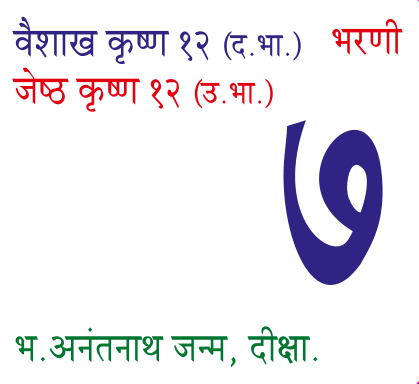 वैशाख कृष्ण १२ (द.भा.) भरणी
जेष्ठ कृष्ण १२ (उ.भा.)
७
भ.अनंतनाथ जन्म, दीक्षा.